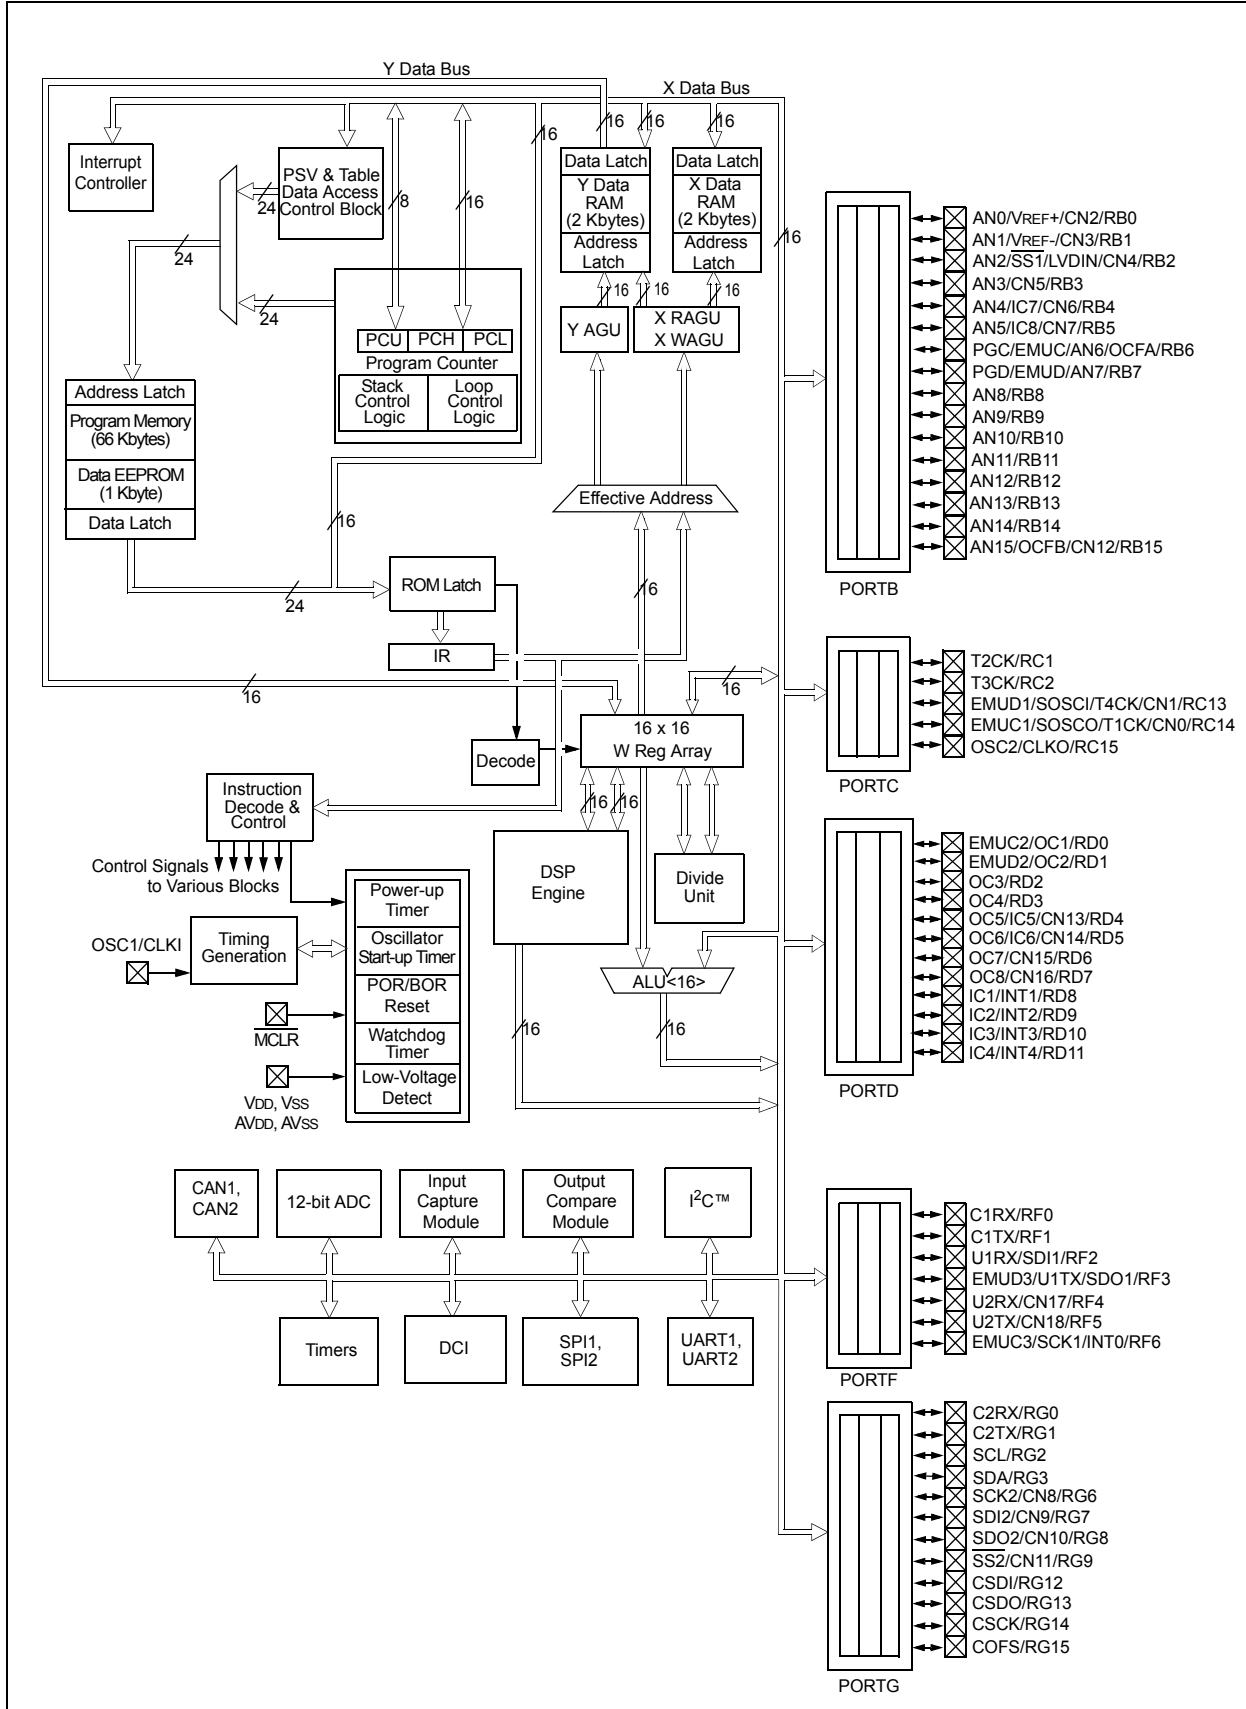 Y Data Bus
X Data Bus
16
16
16
16
Interrupt
Controller
PSV & Table
Data Access
Control Block
24
8
16
Data Latch
Y Data
RAM
(2 Kbytes)
Address
Latch
Data Latch
X Data
RAM
(2 Kbytes)
Address
Latch
16
24
24
16
16
16
Y AGU
X RAGU
X WAGU
PCU
PCH
PCL
Program Counter
Stack
Control
Logic
Loop
Control
Logic
Address Latch
Program Memory
(66 Kbytes)
Data EEPROM
(1 Kbyte)
Data Latch
Effective Address
16
24
ROM Latch
16
IR
16
16
16 x 16
W Reg Array
Decode
Instruction
Decode &
Control
Control Signals
to Various Blocks
16
16
DSP
Engine
Divide
Unit
Power-up
Timer
Oscillator
Start-up Timer
POR/BOR
Reset
Watchdog
Timer
Low-Voltage
Detect
OSC1/CLKI
Timing
Generation
MCLR
VDD, VSS
AVDD, AVSS
ALU<16>
16
16
CAN1,
CAN2
12-bit ADC
Input
Capture
Module
Output
Compare
Module
I²C™
Timers
DCI
SPI1,
SPI2
UART1,
UART2
AN0/VREF+/CN2/RB0
AN1/VREF-/CN3/RB1
AN2/SS1/LVDIN/CN4/RB2
AN3/CN5/RB3
AN4/IC7/CN6/RB4
AN5/IC8/CN7/RB5
PGC/EMUC/AN6/OCFA/RB6
PGD/EMUD/AN7/RB7
AN8/RB8
AN9/RB9
AN10/RB10
AN11/RB11
AN12/RB12
AN13/RB13
AN14/RB14
AN15/OCFB/CN12/RB15
PORTB
T2CK/RC1
T3CK/RC2
EMUD1/SOSCI/T4CK/CN1/RC13
EMUC1/SOSCO/T1CK/CN0/RC14
OSC2/CLKO/RC15
PORTC
EMUC2/OC1/RD0
EMUD2/OC2/RD1
OC3/RD2
OC4/RD3
OC5/IC5/CN13/RD4
OC6/IC6/CN14/RD5
OC7/CN15/RD6
OC8/CN16/RD7
IC1/INT1/RD8
IC2/INT2/RD9
IC3/INT3/RD10
IC4/INT4/RD11
PORTD
C1RX/RF0
C1TX/RF1
U1RX/SDI1/RF2
EMUD3/U1TX/SDO1/RF3
U2RX/CN17/RF4
U2TX/CN18/RF5
EMUC3/SCK1/INT0/RF6
PORTF
C2RX/RG0
C2TX/RG1
SCL/RG2
SDA/RG3
SCK2/CN8/RG6
SDI2/CN9/RG7
SDO2/CN10/RG8
SS2/CN11/RG9
CSDI/RG12
CSDO/RG13
CSCK/RG14
COFS/RG15
PORTG